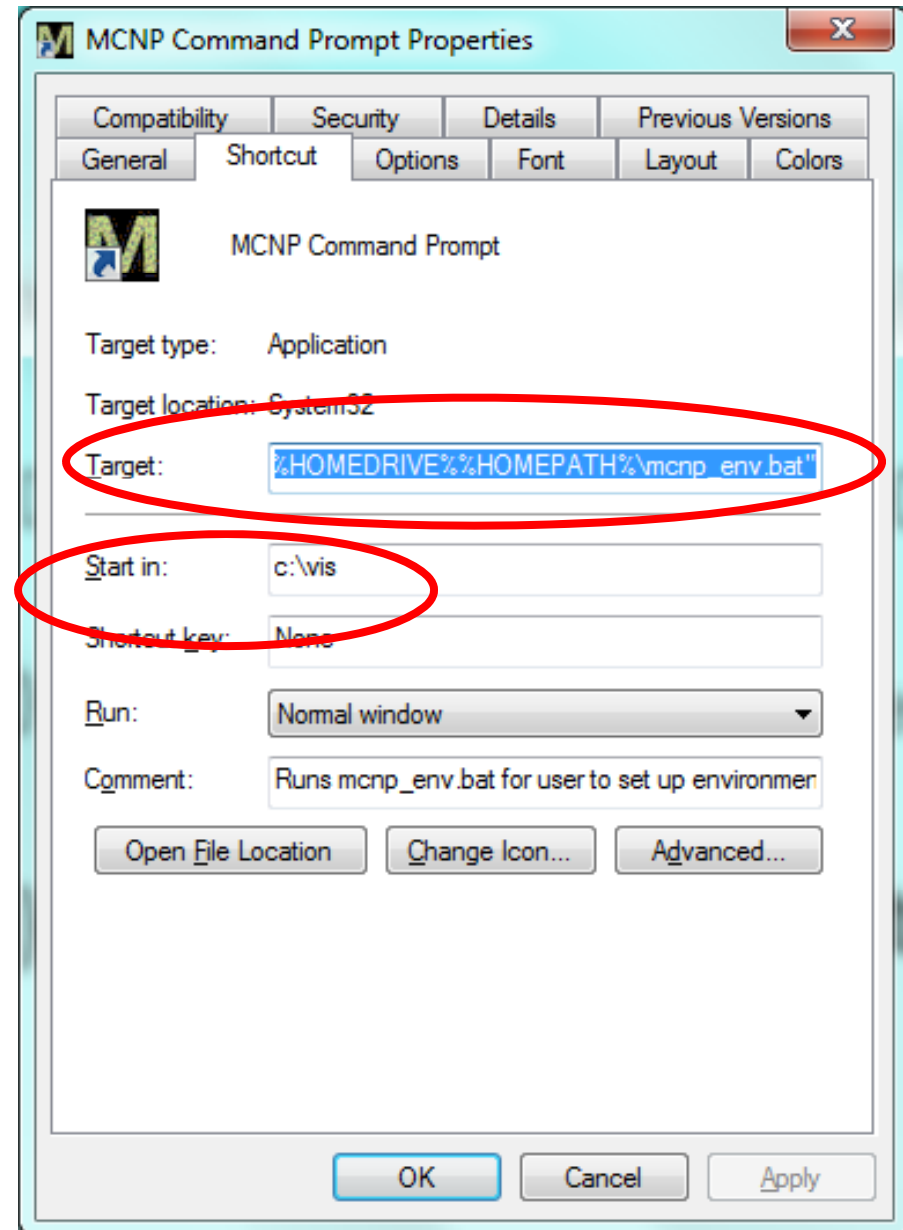 MCNP Command Prompt Properties
Compatibility Security Details Previous Versions
General Shortcut Options Font Layout Colors
MCNP Command Prompt
Target type: Application
Target location: System32
Target: %HOMEDRIVE%%HOMEPATH%\mcnp_env.bat"
Start in: c:\vis
Shortcut key: None
Run: Normal window
Comment: Runs mcnp_env.bat for user to set up environmen
Open File Location Change Icon... Advanced...
OK Cancel Apply